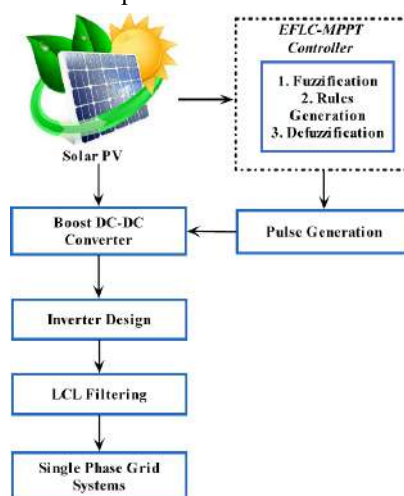 EFLC-MPPT
Controller
1. Fuzzification
2. Rules
Generation
3. Defuzzification
Solar PV
Boost DC-DC
Converter
Pulse Generation
Inverter Design
LCL Filtering
Single Phase Grid
Systems